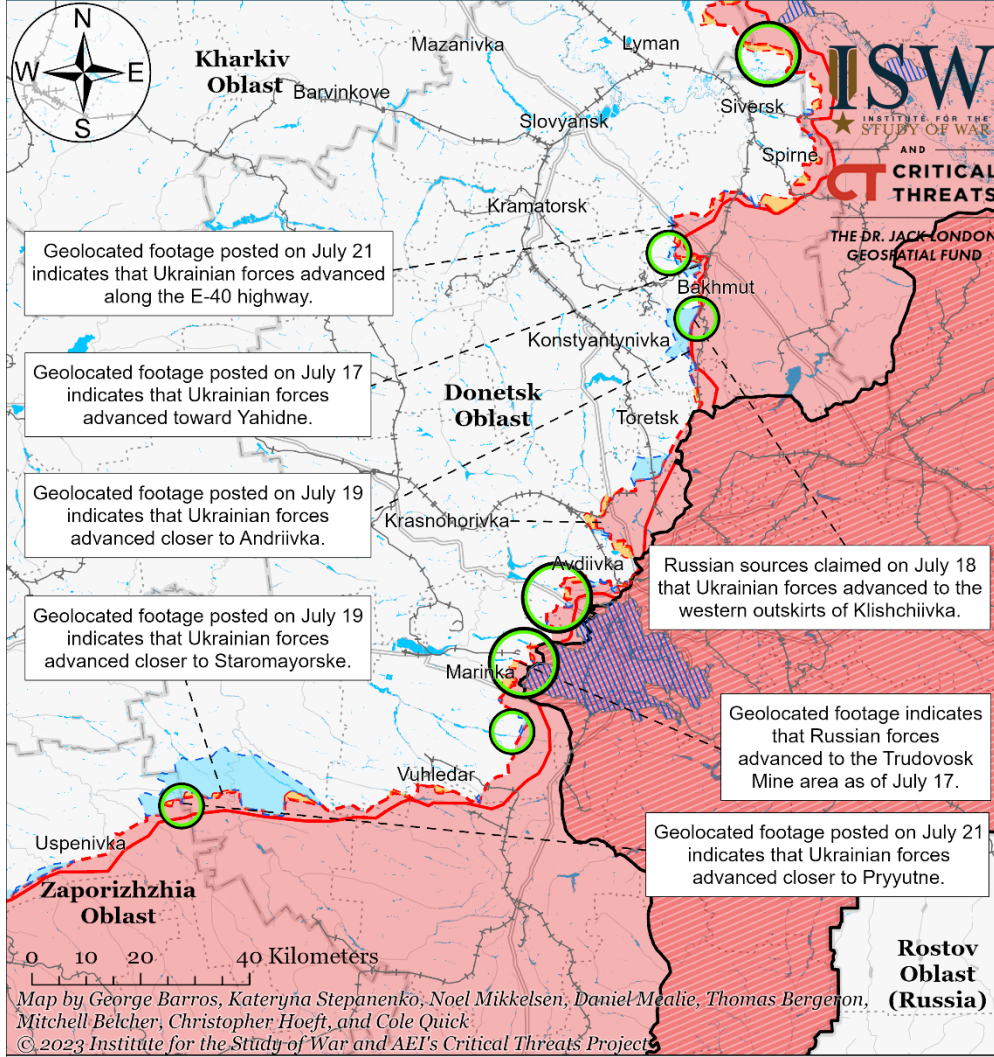 N
W
E
S
Kharkiv
Oblast
Mazanivka
Lyman
Barvinkove
Slovyansk
Siversk
Spirne
Kramatorsk
ISW
INSTITUTE FOR THE
STUDY OF WAR
AND
CT CRITICAL
THREATS
THE DR. JACK LONDON
GEOSPATIAL FUND
Geolocated footage posted on July 21
indicates that Ukrainian forces advanced
along the E-40 highway.
Bakhmut
Konstyantynivka
Geolocated footage posted on July 17
indicates that Ukrainian forces
advanced toward Yahidne.
Donetsk
Oblast
Toretsk
Geolocated footage posted on July 19
indicates that Ukrainian forces
advanced closer to Andriivka.
Krasnohorivka
Avdiivka
Russian sources claimed on July 18
that Ukrainian forces advanced to the
western outskirts of Klishchiivka.
Geolocated footage posted on July 19
indicates that Ukrainian forces
advanced closer to Staromayorske.
Marinka
Geolocated footage indicates
that Russian forces
advanced to the Trudovosk
Mine area as of July 17.
Vuhledar
Geolocated footage posted on July 21
indicates that Ukrainian forces
advanced closer to Pryyutne.
Uspenivka
Zaporizhzhia
Oblast
Rostov
Oblast
(Russia)
0 10 20 40 Kilometers
Map by George Barros, Kateryna Stepanenko, Noel Mikkelsen, Daniel Mealie, Thomas Bergeron,
Mitchell Belcher, Christopher Hoeft, and Cole Quick
© 2023 Institute for the Study of War and AEI's Critical Threats Project